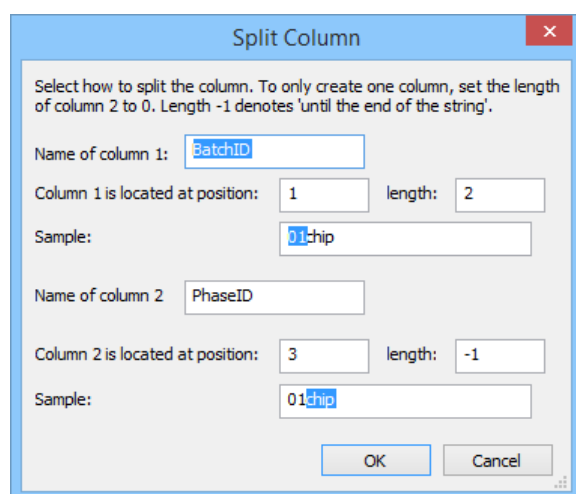 Split Column
Select how to split the column. To only create one column, set the length
of column 2 to 0. Length -1 denotes 'until the end of the string'.
Name of column 1: BatchID
Column 1 is located at position: 1 length: 2
Sample: 01chip
Name of column 2 PhaseID
Column 2 is located at position: 3 length: -1
Sample: 01chip
OK Cancel